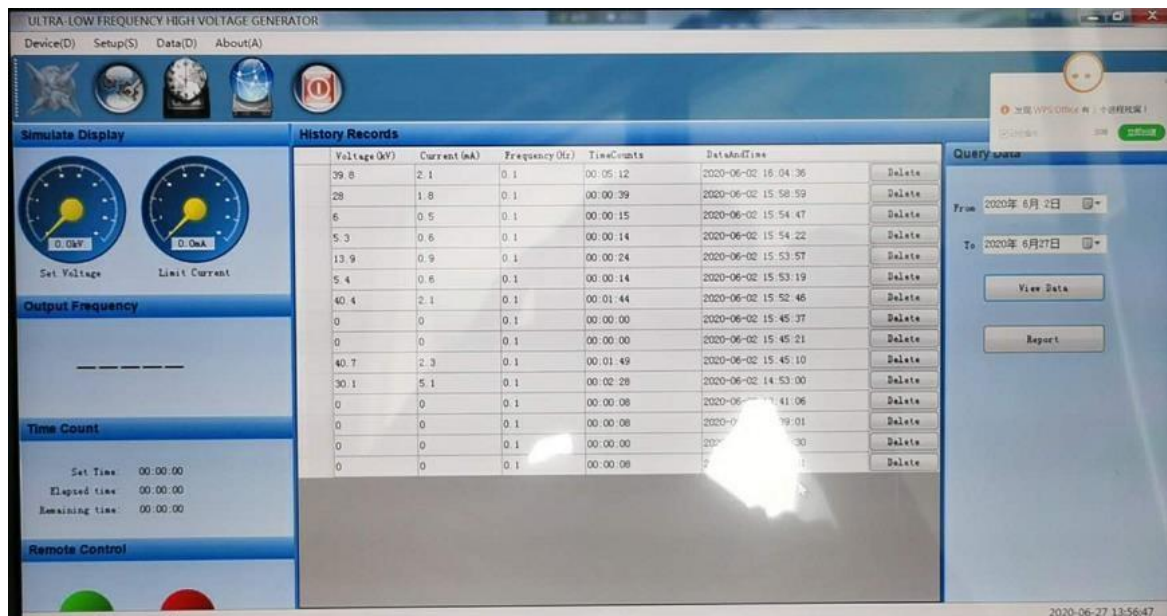 ULTRA-LOW FREQUENCY HIGH VOLTAGE GENERATOR
Device(D) Setup(S) Data(D) About(A)
Simulate Display
0.0kV
0.0mA
Set Voltage
Limit Current
Output Frequency
-----
Time Count
Set Time: 00:00:00
Elapsed time: 00:00:00
Remaining time: 00:00:00
Remote Control
History Records
Voltage(kV) Current(mA) Frequency(Hz) TimeCounts DataAndTime
39.8 2.1 0.1 00:05:12 2020-06-02 16:04:36 Delete
28 1.8 0.1 00:00:39 2020-06-02 15:58:59 Delete
6 0.5 0.1 00:00:15 2020-06-02 15:54:47 Delete
5.3 0.6 0.1 00:00:14 2020-06-02 15:54:22 Delete
13.9 0.9 0.1 00:00:24 2020-06-02 15:53:57 Delete
5.4 0.6 0.1 00:00:14 2020-06-02 15:53:19 Delete
40.4 2.1 0.1 00:01:44 2020-06-02 15:52:46 Delete
0 0 0.1 00:00:00 2020-06-02 15:45:37 Delete
0 0 0.1 00:00:00 2020-06-02 15:45:21 Delete
40.7 2.3 0.1 00:01:49 2020-06-02 15:45:10 Delete
30.1 5.1 0.1 00:02:28 2020-06-02 14:53:00 Delete
0 0 0.1 00:00:08 :41:06 Delete
0 0 0.1 00:00:08 :01 Delete
0 0 0.1 00:00:00 Delete
0 0 0.1 00:00:08 Delete
发现 WPS Office 有
Query Data
From 2020年 6月 2日
To 2020年 6月27日
View Data
Report
2020-06-27 13:56:47